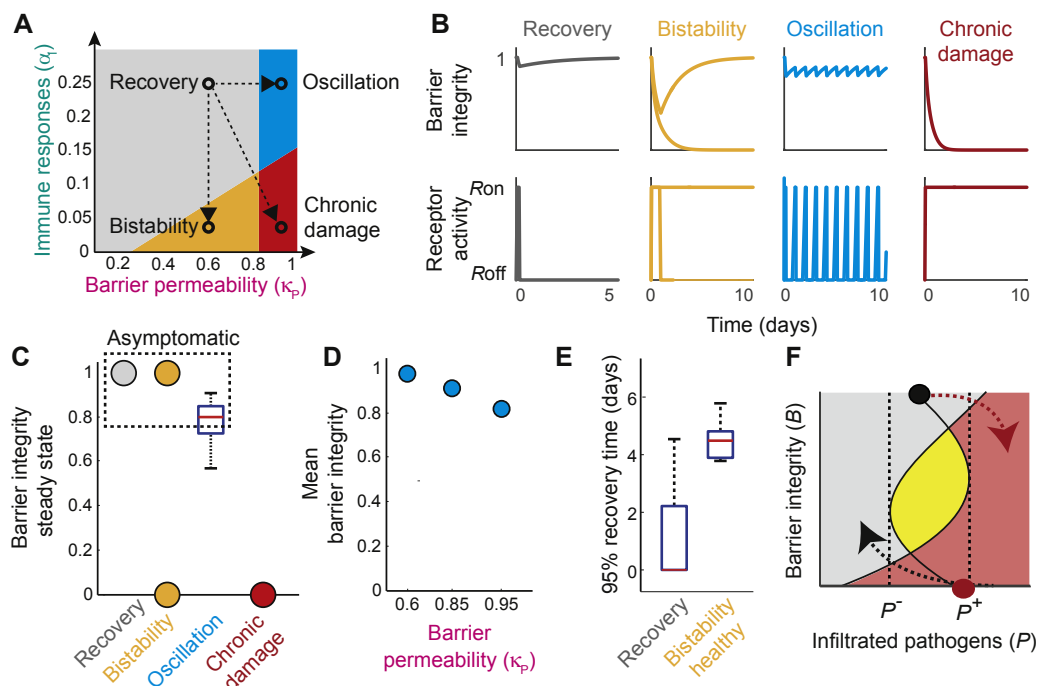 A
Immune responses (αI)
0.25
0.2
0.15
0.1
0.05
0
Recovery
Oscillation
Bistability
Chronic
damage
0.2 0.4 0.6 0.8 1
Barrier permeability (κP)
B
Recovery
Bistability
Oscillation
Chronic
damage
Barrier
integrity
1
Receptor
activity
Ron
Roff
0 5
0 10
0 10
0 10
Time (days)
C
Asymptomatic
Barrier integrity
steady state
1
0.8
0.6
0.4
0.2
0
Recovery
Bistability
Oscillation
Chronic
damage
D
Mean
barrier integrity
1
0.8
0.6
0.4
0.2
0
0.6 0.85 0.95
Barrier
permeability (κP)
E
95% recovery time (days)
6
4
2
0
Recovery
Bistability
healthy
F
Barrier integrity (B)
P- P+
Infiltrated pathogens (P)